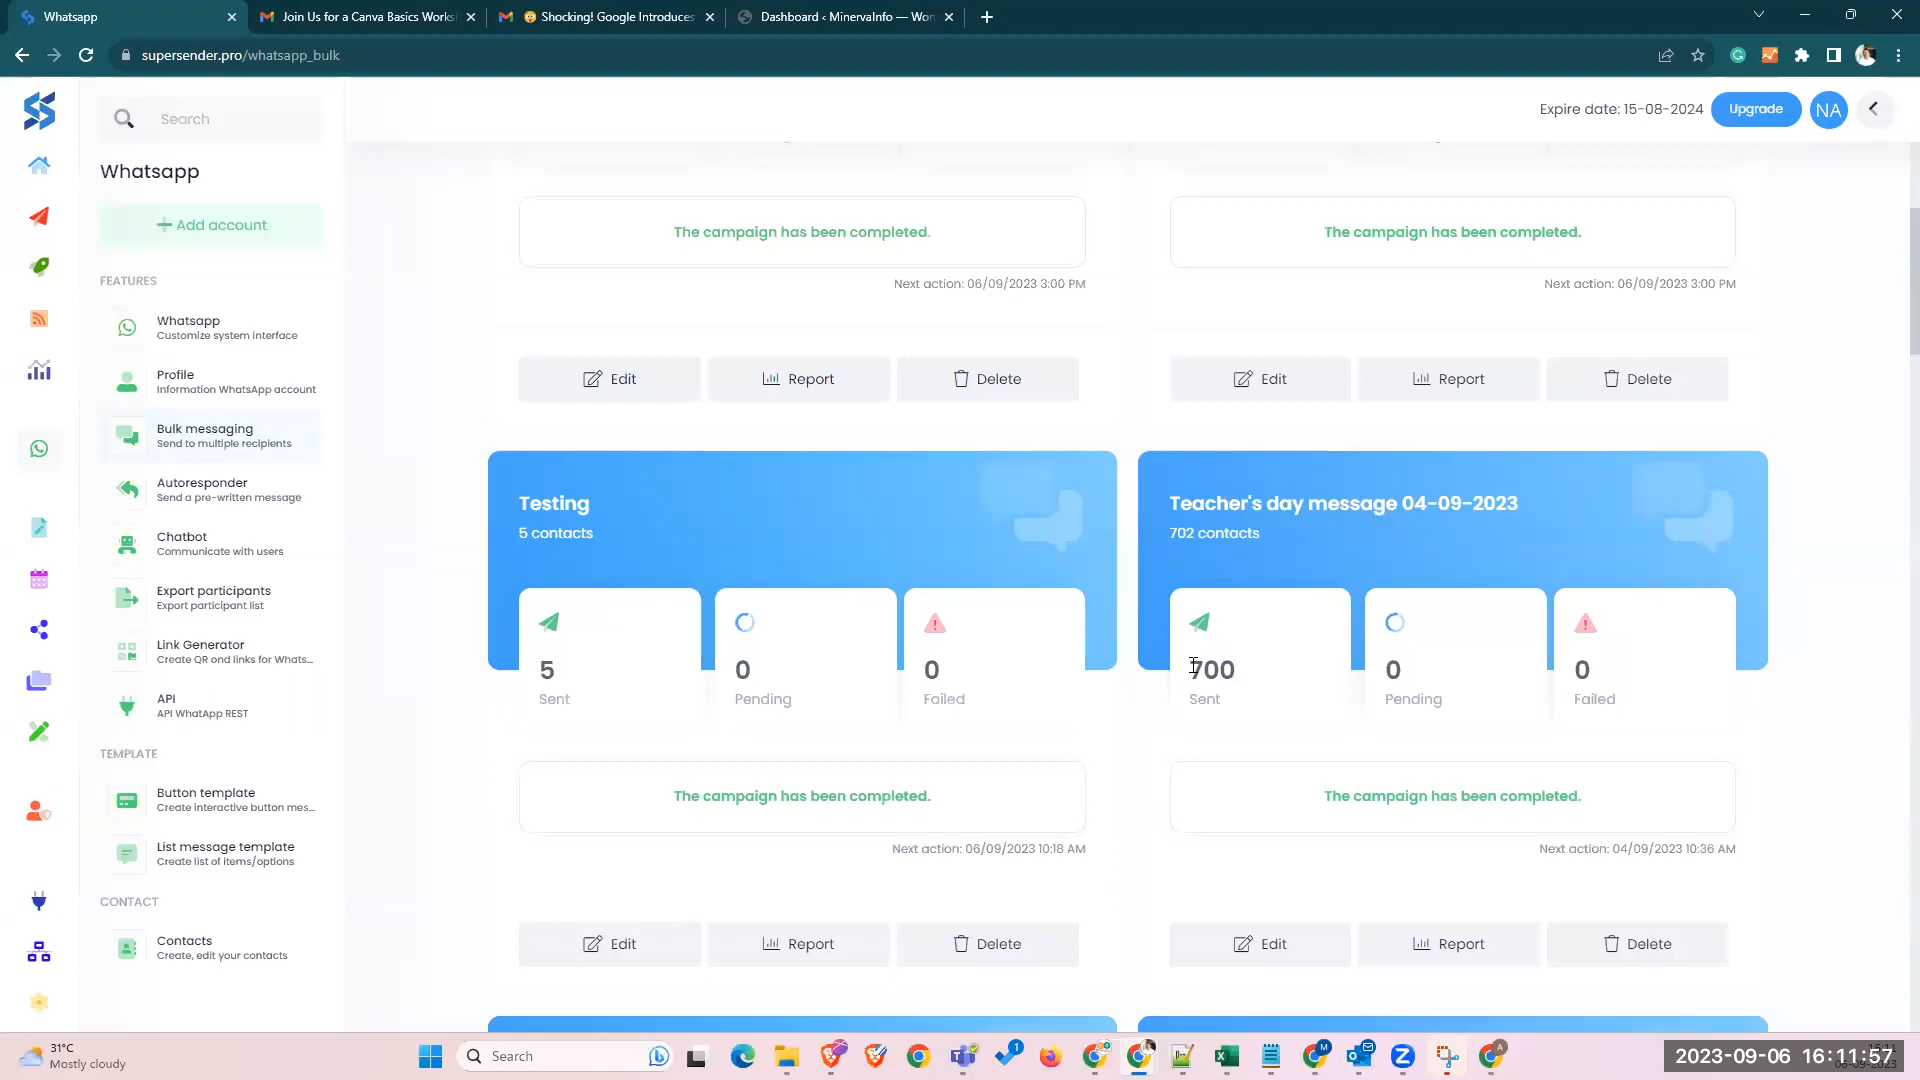 Whatsapp
Join Us for a Canva Basics Works
Shocking! Google Introduces
Dashboard ‹ MinervaInfo — Wor
supersender.pro/whatsapp_bulk
Search
Expire date: 15-08-2024
Upgrade
NA
Whatsapp
Add account
FEATURES
Whatsapp
Customize system interface
Profile
Information WhatsApp account
Bulk messaging
Send to multiple recipients
Autoresponder
Send a pre-written message
Chatbot
Communicate with users
Export participants
Export participant list
Link Generator
Create QR ond links for Whats...
API
API WhatApp REST
TEMPLATE
Button template
Create interactive button mes...
List message template
Create list of items/options
CONTACT
Contacts
Create, edit your contacts
The campaign has been completed.
Next action: 06/09/2023 3:00 PM
Edit
Report
Delete
The campaign has been completed.
Next action: 06/09/2023 3:00 PM
Edit
Report
Delete
Testing
5 contacts
5
Sent
0
Pending
0
Failed
The campaign has been completed.
Next action: 06/09/2023 10:18 AM
Edit
Report
Delete
Teacher's day message 04-09-2023
702 contacts
700
Sent
0
Pending
0
Failed
The campaign has been completed.
Next action: 04/09/2023 10:36 AM
Edit
Report
Delete
31°C
Mostly cloudy
Search
1
M
A
2023-09-06 16:11:57